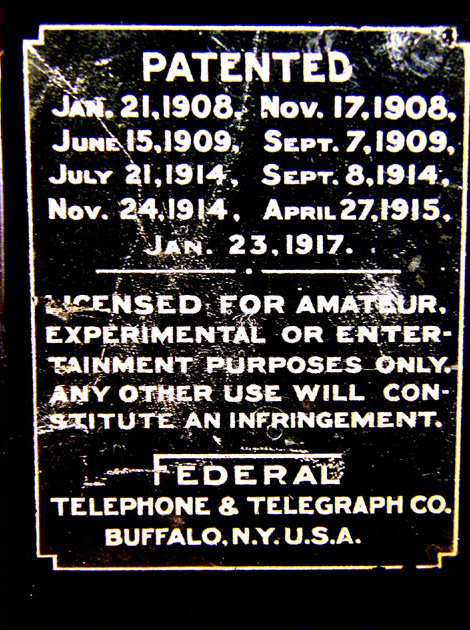 PATENTED
JAN. 21,1908, NOV. 17,1908,
JUNE 15,1909, SEPT. 7,1909,
JULY 21,1914, SEPT. 8,1914,
NOV. 24,1914, APRIL 27,1915,
JAN. 23,1917.
LICENSED FOR AMATEUR,
EXPERIMENTAL OR ENTER-
TAINMENT PURPOSES ONLY.
ANY OTHER USE WILL CON-
STITUTE AN INFRINGEMENT.
FEDERAL
TELEPHONE & TELEGRAPH CO.
BUFFALO, N.Y. U.S.A.